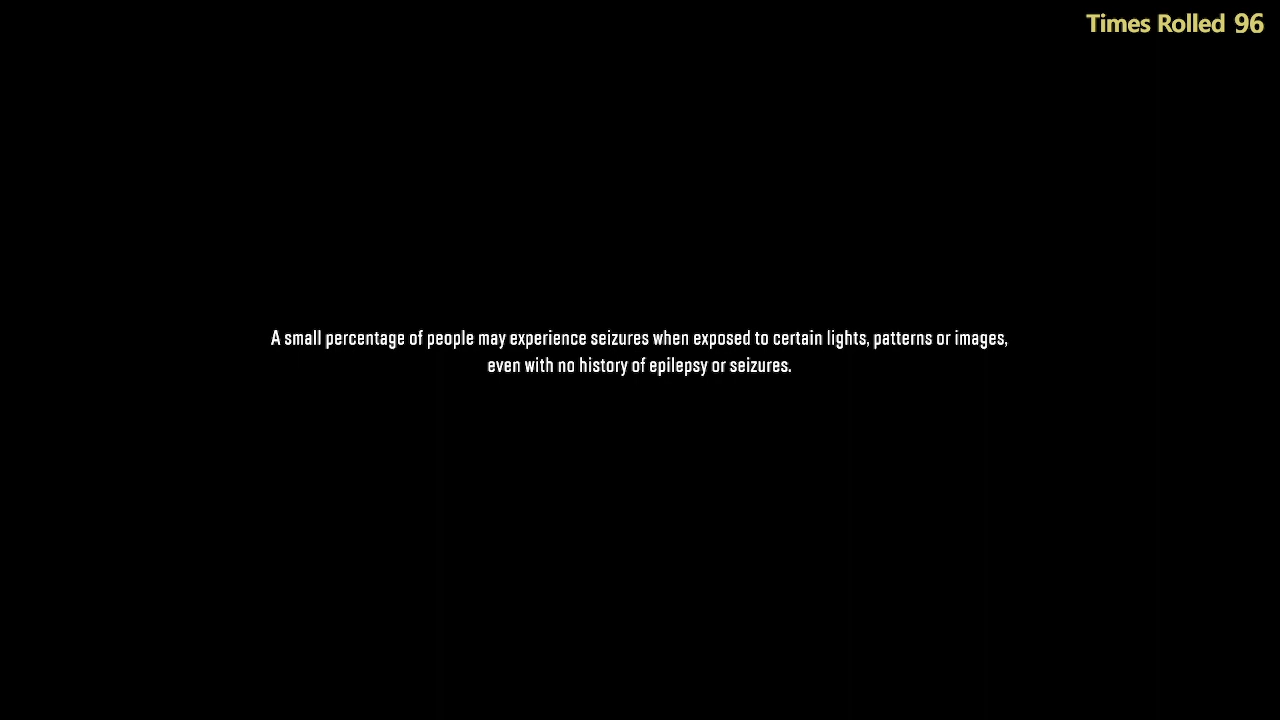 Times Rolled 96
A small percentage of people may experience seizures when exposed to certain lights, patterns or images,
even with no history of epilepsy or seizures.